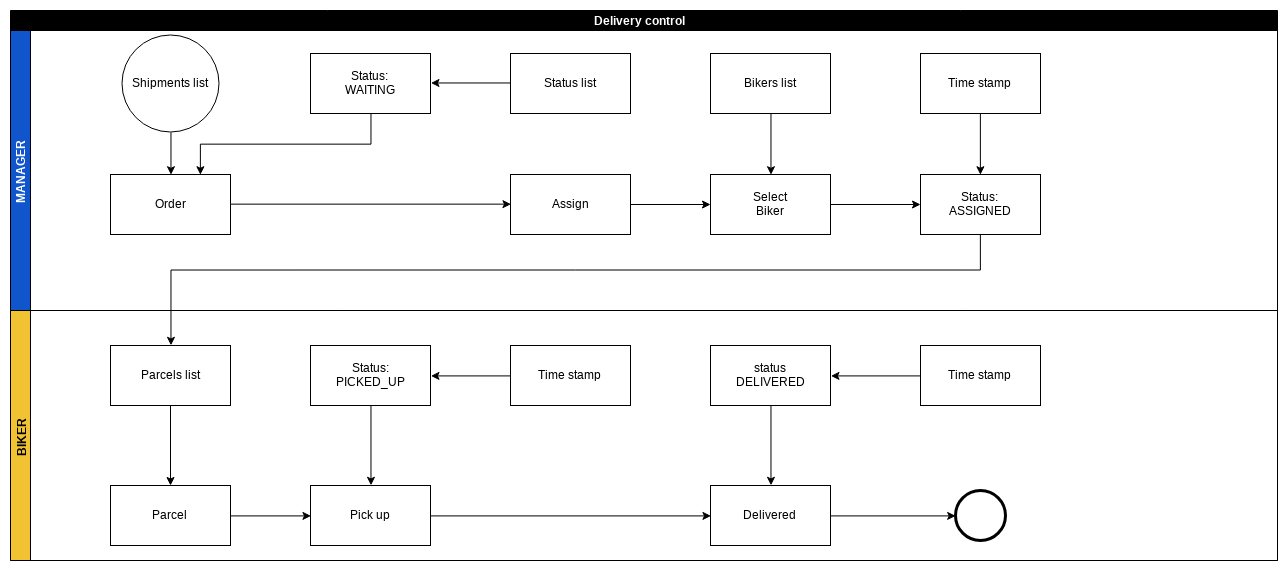 Delivery control
MANAGER
Shipments list
Status:
WAITING
Status list
Bikers list
Time stamp
Order
Assign
Select
Biker
Status:
ASSIGNED
BIKER
Parcels list
Status:
PICKED_UP
Time stamp
status
DELIVERED
Time stamp
Parcel
Pick up
Delivered